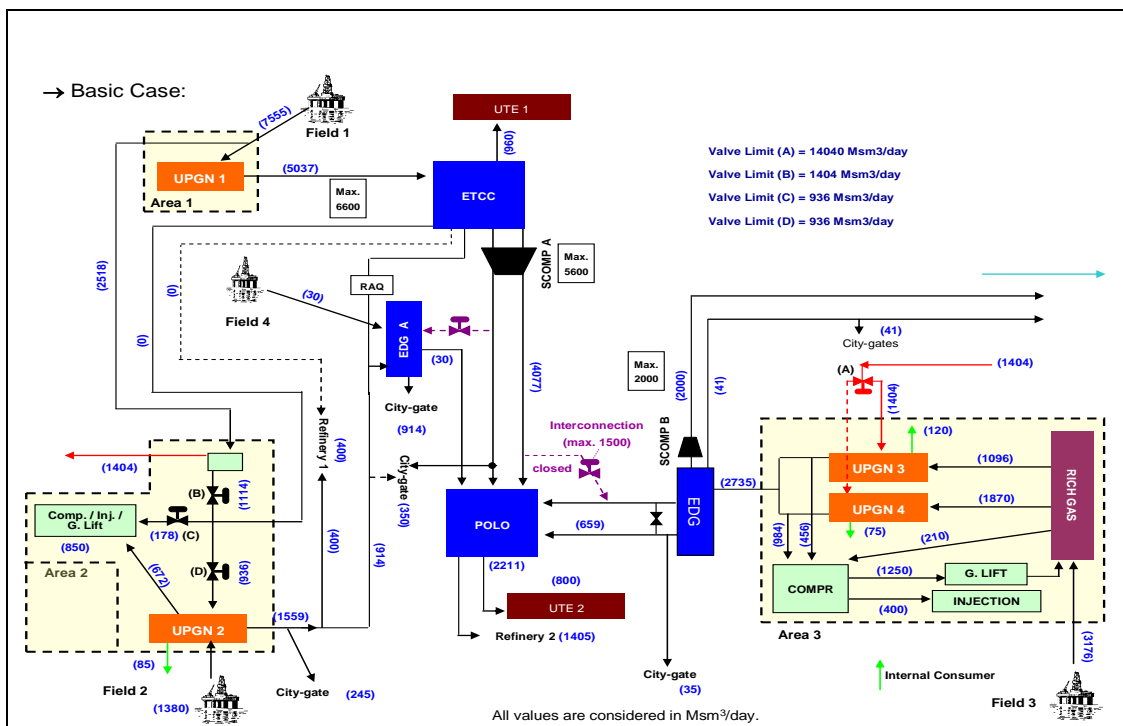 → Basic Case:
Field 1
(7555)
UTE 1
(960)
UPGN 1
Area 1
(5037)
Max.
6600
ETCC
Valve Limit (A) = 14040 Msm3/day
Valve Limit (B) = 1404 Msm3/day
Valve Limit (C) = 936 Msm3/day
Valve Limit (D) = 936 Msm3/day
SCOMP A
Max.
5600
(2518)
(0)
(0)
RAQ
Field 4
(30)
EDG A
(30)
(4077)
City-gate
(914)
Max.
2000
SCOMP B
(2000)
(41)
(41)
City-gates
(A)
(1404)
(1404)
Interconnection
(max. 1500)
closed
Refinery 1
(400)
(400)
City-gate (350)
(914)
(1404)
(B)
(1114)
Comp. / Inj. /
G. Lift
(850)
(178)
(C)
Area 2
(672)
(D)
(936)
UPGN 2
(1559)
(85)
Field 2
(1380)
City-gate
(245)
POLO
(2211)
(659)
EDG
(2735)
(800)
UTE 2
Refinery 2
(1405)
City-gate
(35)
(120)
UPGN 3
(1096)
UPGN 4
(1870)
RICH GAS
(75)
(984)
(456)
(210)
COMPR
(1250)
G. LIFT
(400)
INJECTION
Area 3
Internal Consumer
(3176)
Field 3
All values are considered in Msm³/day.